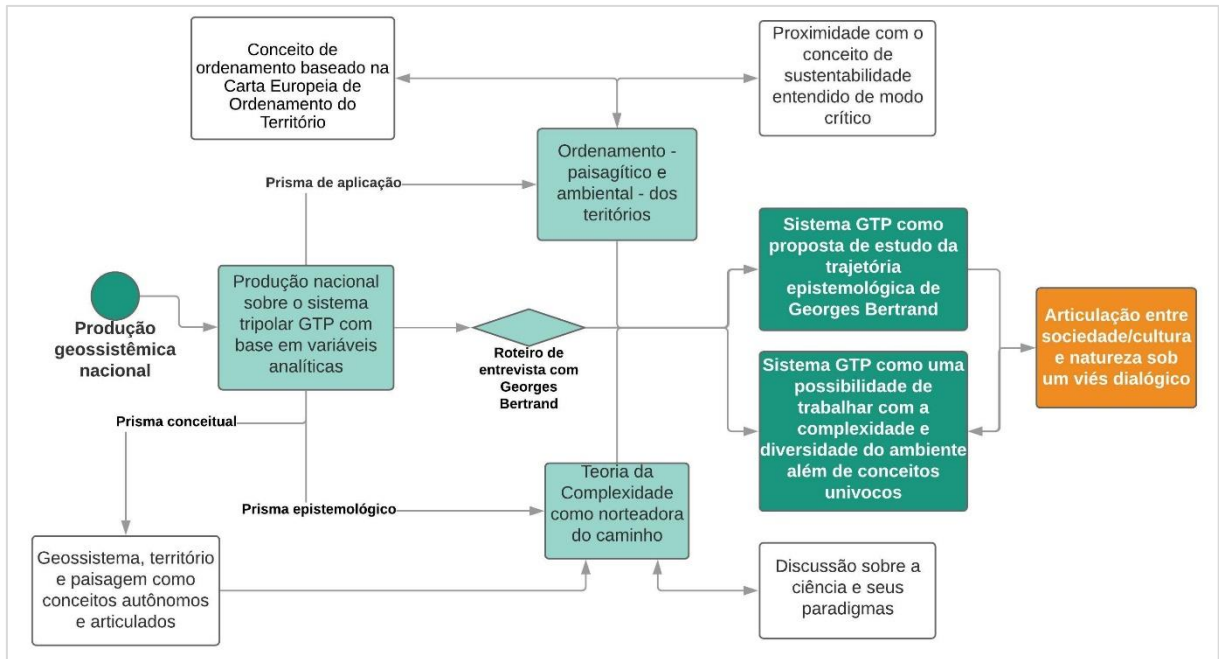 Conceito de
ordenamento baseado na
Carta Europeia de
Ordenamento do
Território
Proximidade com o
conceito de
sustentabilidade
entendido de modo
crítico
Ordenamento -
paisagítico e
ambiental - dos
teritórios
Prisma de aplicação
Produção
geossistêmica
nacional
Produção nacional
sobre o sistema
tripolar GTP com
base em variáveis
analíticas
Roteiro de
entrevista com
Georges
Bertrand
Sistema GTP como
proposta de estudo da
trajetória
epistemológica de
Georges Bertrand
Sistema GTP como uma
possibilidade de
trabalhar com a
complexidade e
diversidade do ambiente
além de conceitos
univocos
Articulação entre
sociedade/cultura
e natureza sob
um viés dialógico
Prisma conceitual
Prisma epistemológico
Teoria da
Complexidade
como norteadora
do caminho
Geossistema, território
e paisagem como
conceitos autônomos
e articulados
Discussão sobre a
ciência e seus
paradigmas